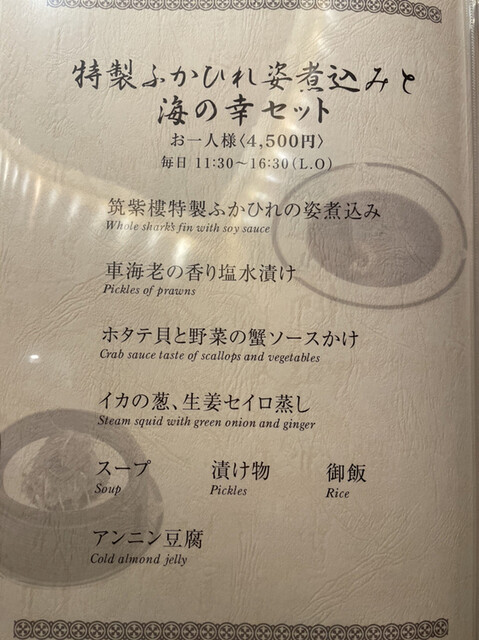 特製ふかひれ姿煮込みと
海の幸セット
お一人様〈4,500円〉
毎日 11:30～16:30(L.O)
筑紫樓特製ふかひれの姿煮込み
Whole shark's fin with soy sauce
車海老の香り塩水漬け
Pickles of prawns
ホタテ貝と野菜の蟹ソースかけ
Crab sauce taste of scallops and vegetables
イカの葱、生姜セイロ蒸し
Steam squid with green onion and ginger
スープ 漬け物 御飯
Soup Pickles Rice
アンニン豆腐
Cold almond jelly